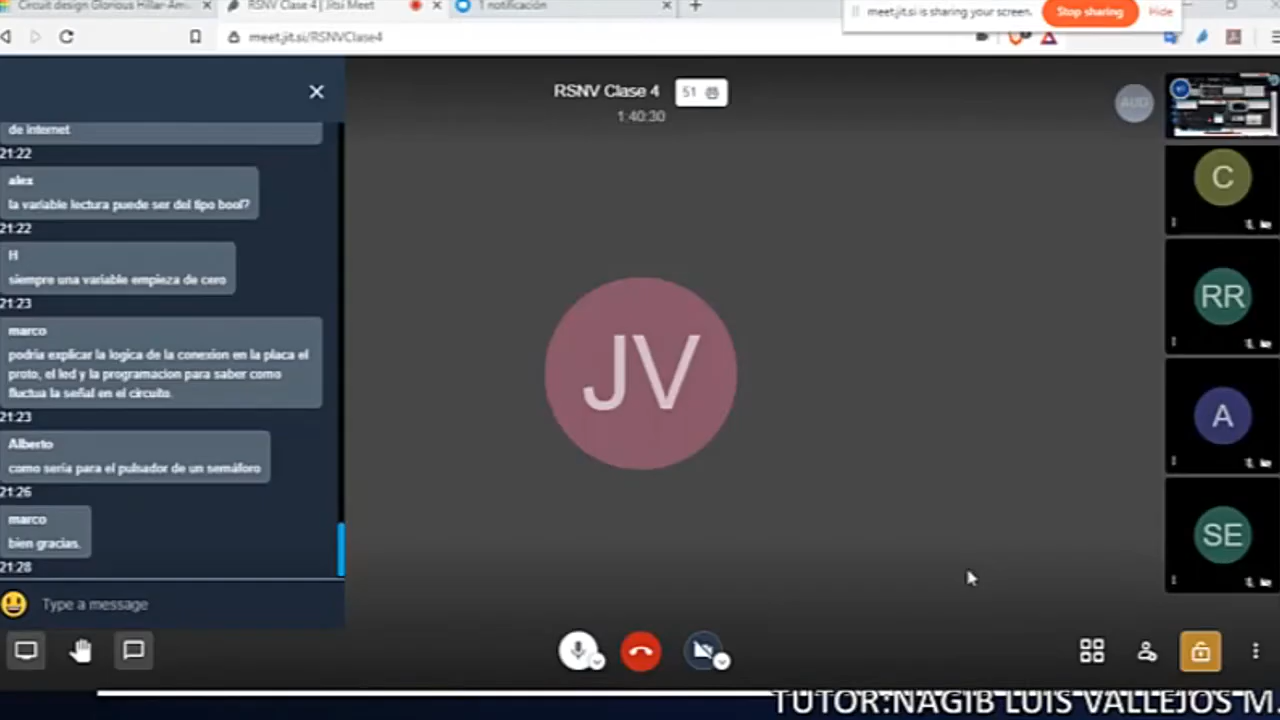 Circuit design Glorious Hillar-Am
RSNV Clase 4 | Jitsi Meet
1 notificación
meet.jit.si is sharing your screen.
Stop sharing
Hide
meet.jit.si/RSNVClase4
RSNV Clase 4
51
1:40:30
AUD
de internet
21:22
alex
la variable lectura puede ser del tipo bool?
21:22
H
siempre una variable empieza de cero
21:23
marco
podria explicar la logica de la conexion en la placa el
proto, el led y la programacion para saber como
fluctua la señal en el circuito.
21:23
Alberto
como seria para el pulsador de un semáforo
21:26
marco
bien gracias.
21:28
Type a message
JV
C
RR
A
SE
TUTOR:NAGIB LUIS VALLEJOS M.